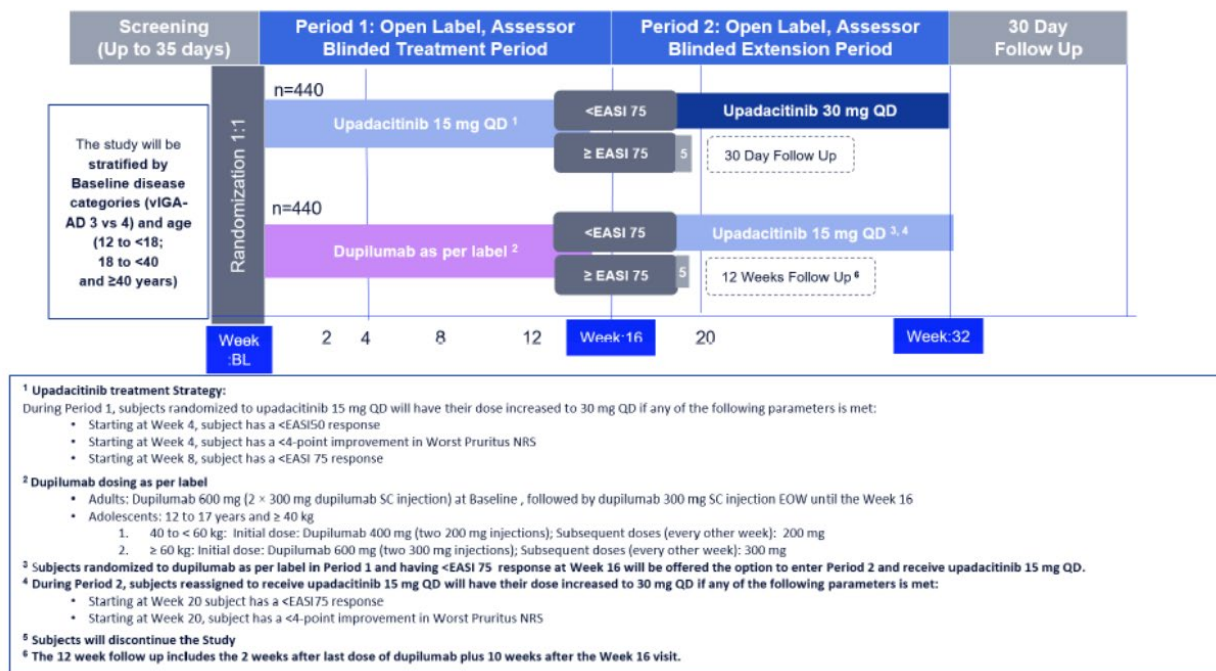 Screening
(Up to 35 days)
Period 1: Open Label, Assessor
Blinded Treatment Period
Period 2: Open Label, Assessor
Blinded Extension Period
30 Day
Follow Up
The study will be
stratified by
Baseline disease
categories (vIGA-
AD 3 vs 4) and age
(12 to <18;
18 to <40
and ≥40 years)
Randomization 1:1
n=440
Upadacitinib 15 mg QD 1
<EASI 75
Upadacitinib 30 mg QD
≥ EASI 75
5
30 Day Follow Up
n=440
Dupilumab as per label 2
<EASI 75
Upadacitinib 15 mg QD 3, 4
≥ EASI 75
5
12 Weeks Follow Up 6
Week
:BL
2
4
8
12
Week:16
20
Week:32
1 Upadacitinib treatment Strategy:
During Period 1, subjects randomized to upadacitinib 15 mg QD will have their dose increased to 30 mg QD if any of the following parameters is met:
• Starting at Week 4, subject has a <EASI50 response
• Starting at Week 4, subject has a <4-point improvement in Worst Pruritus NRS
• Starting at Week 8, subject has a <EASI 75 response
2 Dupilumab dosing as per label
• Adults: Dupilumab 600 mg (2 × 300 mg dupilumab SC injection) at Baseline , followed by dupilumab 300 mg SC injection EOW until the Week 16
• Adolescents: 12 to 17 years and ≥ 40 kg
1. 40 to < 60 kg: Initial dose: Dupilumab 400 mg (two 200 mg injections); Subsequent doses (every other week): 200 mg
2. ≥ 60 kg: Initial dose: Dupilumab 600 mg (two 300 mg injections); Subsequent doses (every other week): 300 mg
3 Subjects randomized to dupilumab as per label in Period 1 and having <EASI 75 response at Week 16 will be offered the option to enter Period 2 and receive upadacitinib 15 mg QD.
4 During Period 2, subjects reassigned to receive upadacitinib 15 mg QD will have their dose increased to 30 mg QD if any of the following parameters is met:
• Starting at Week 20 subject has a <EASI75 response
• Starting at Week 20, subject has a <4-point improvement in Worst Pruritus NRS
5 Subjects will discontinue the Study
6 The 12 week follow up includes the 2 weeks after last dose of dupilumab plus 10 weeks after the Week 16 visit.